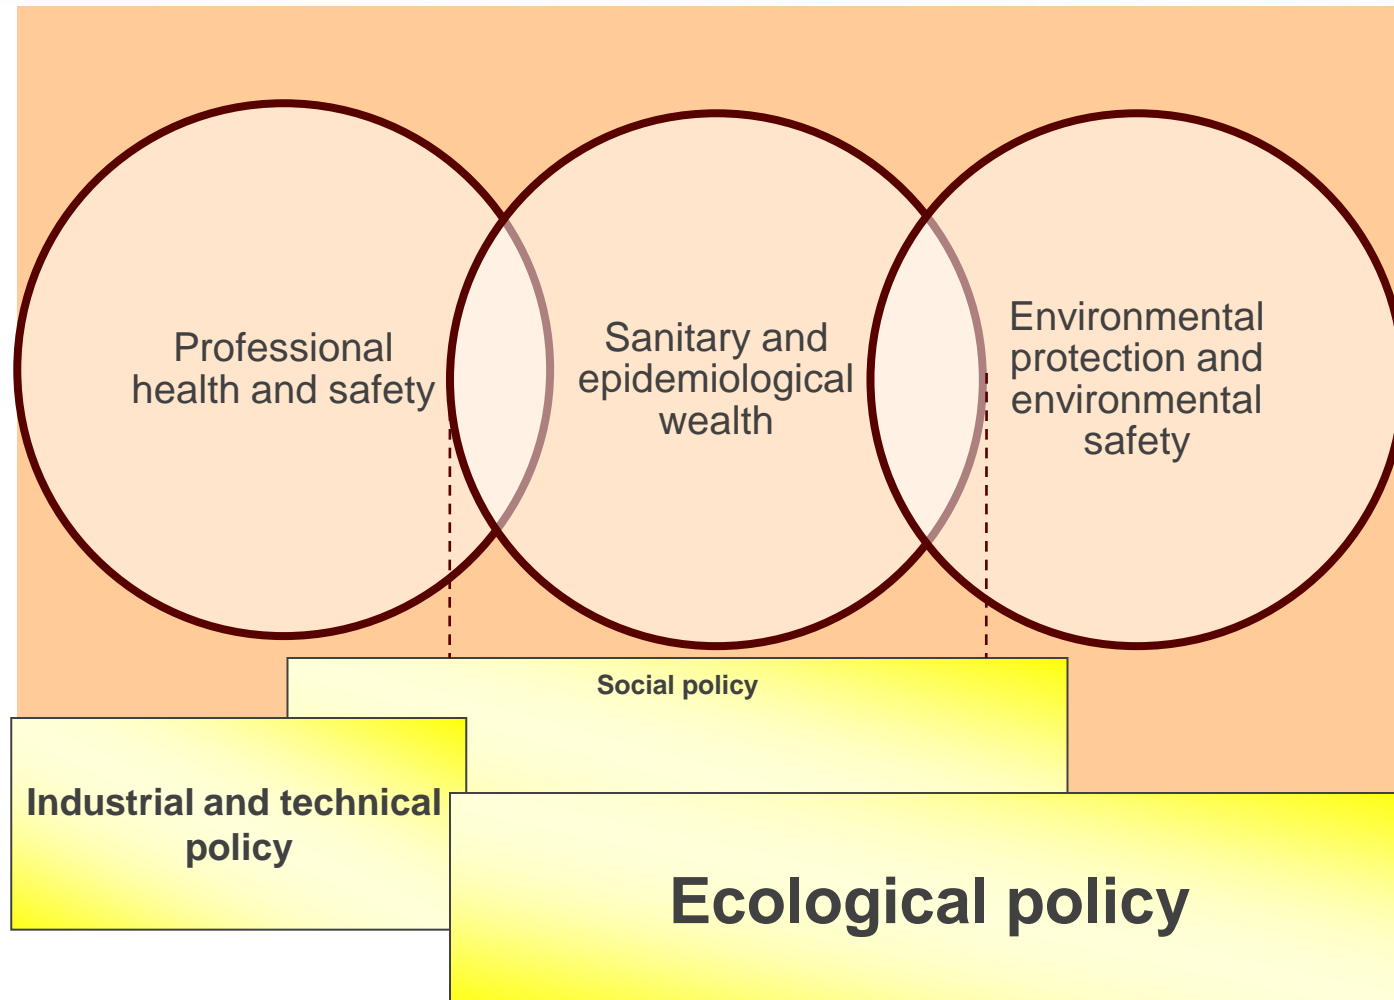 Professional
health and safety
Sanitary and
epidemiological
wealth
Environmental
protection and
environmental
safety
Social policy
Industrial and technical
policy
Ecological policy